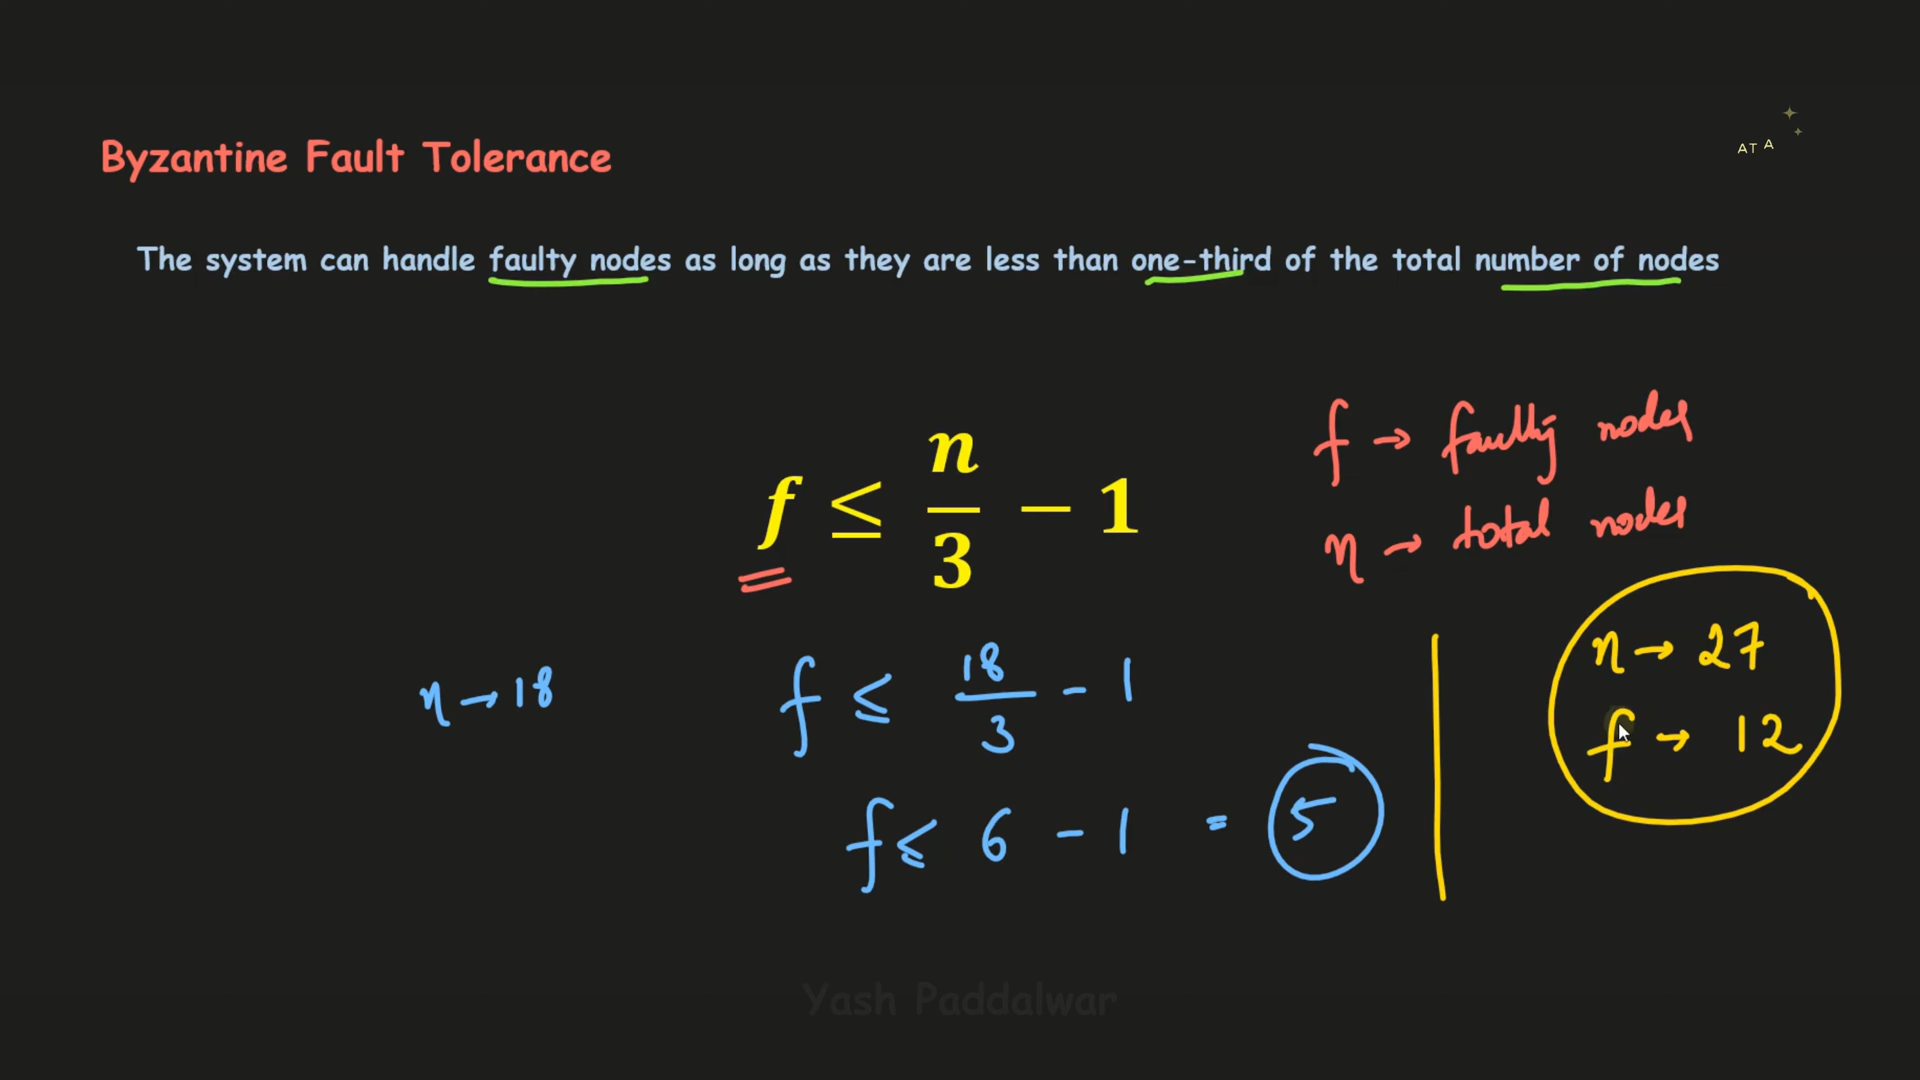 AT A
Byzantine Fault Tolerance
The system can handle faulty nodes as long as they are less than one-third of the total number of nodes
f ≤ n/3 − 1
f → faulty nodes
n → total nodes
n → 18
f ≤ 18/3 - 1
f ≤ 6 - 1 = 5
n → 27
f → 12
Yash Paddalwar